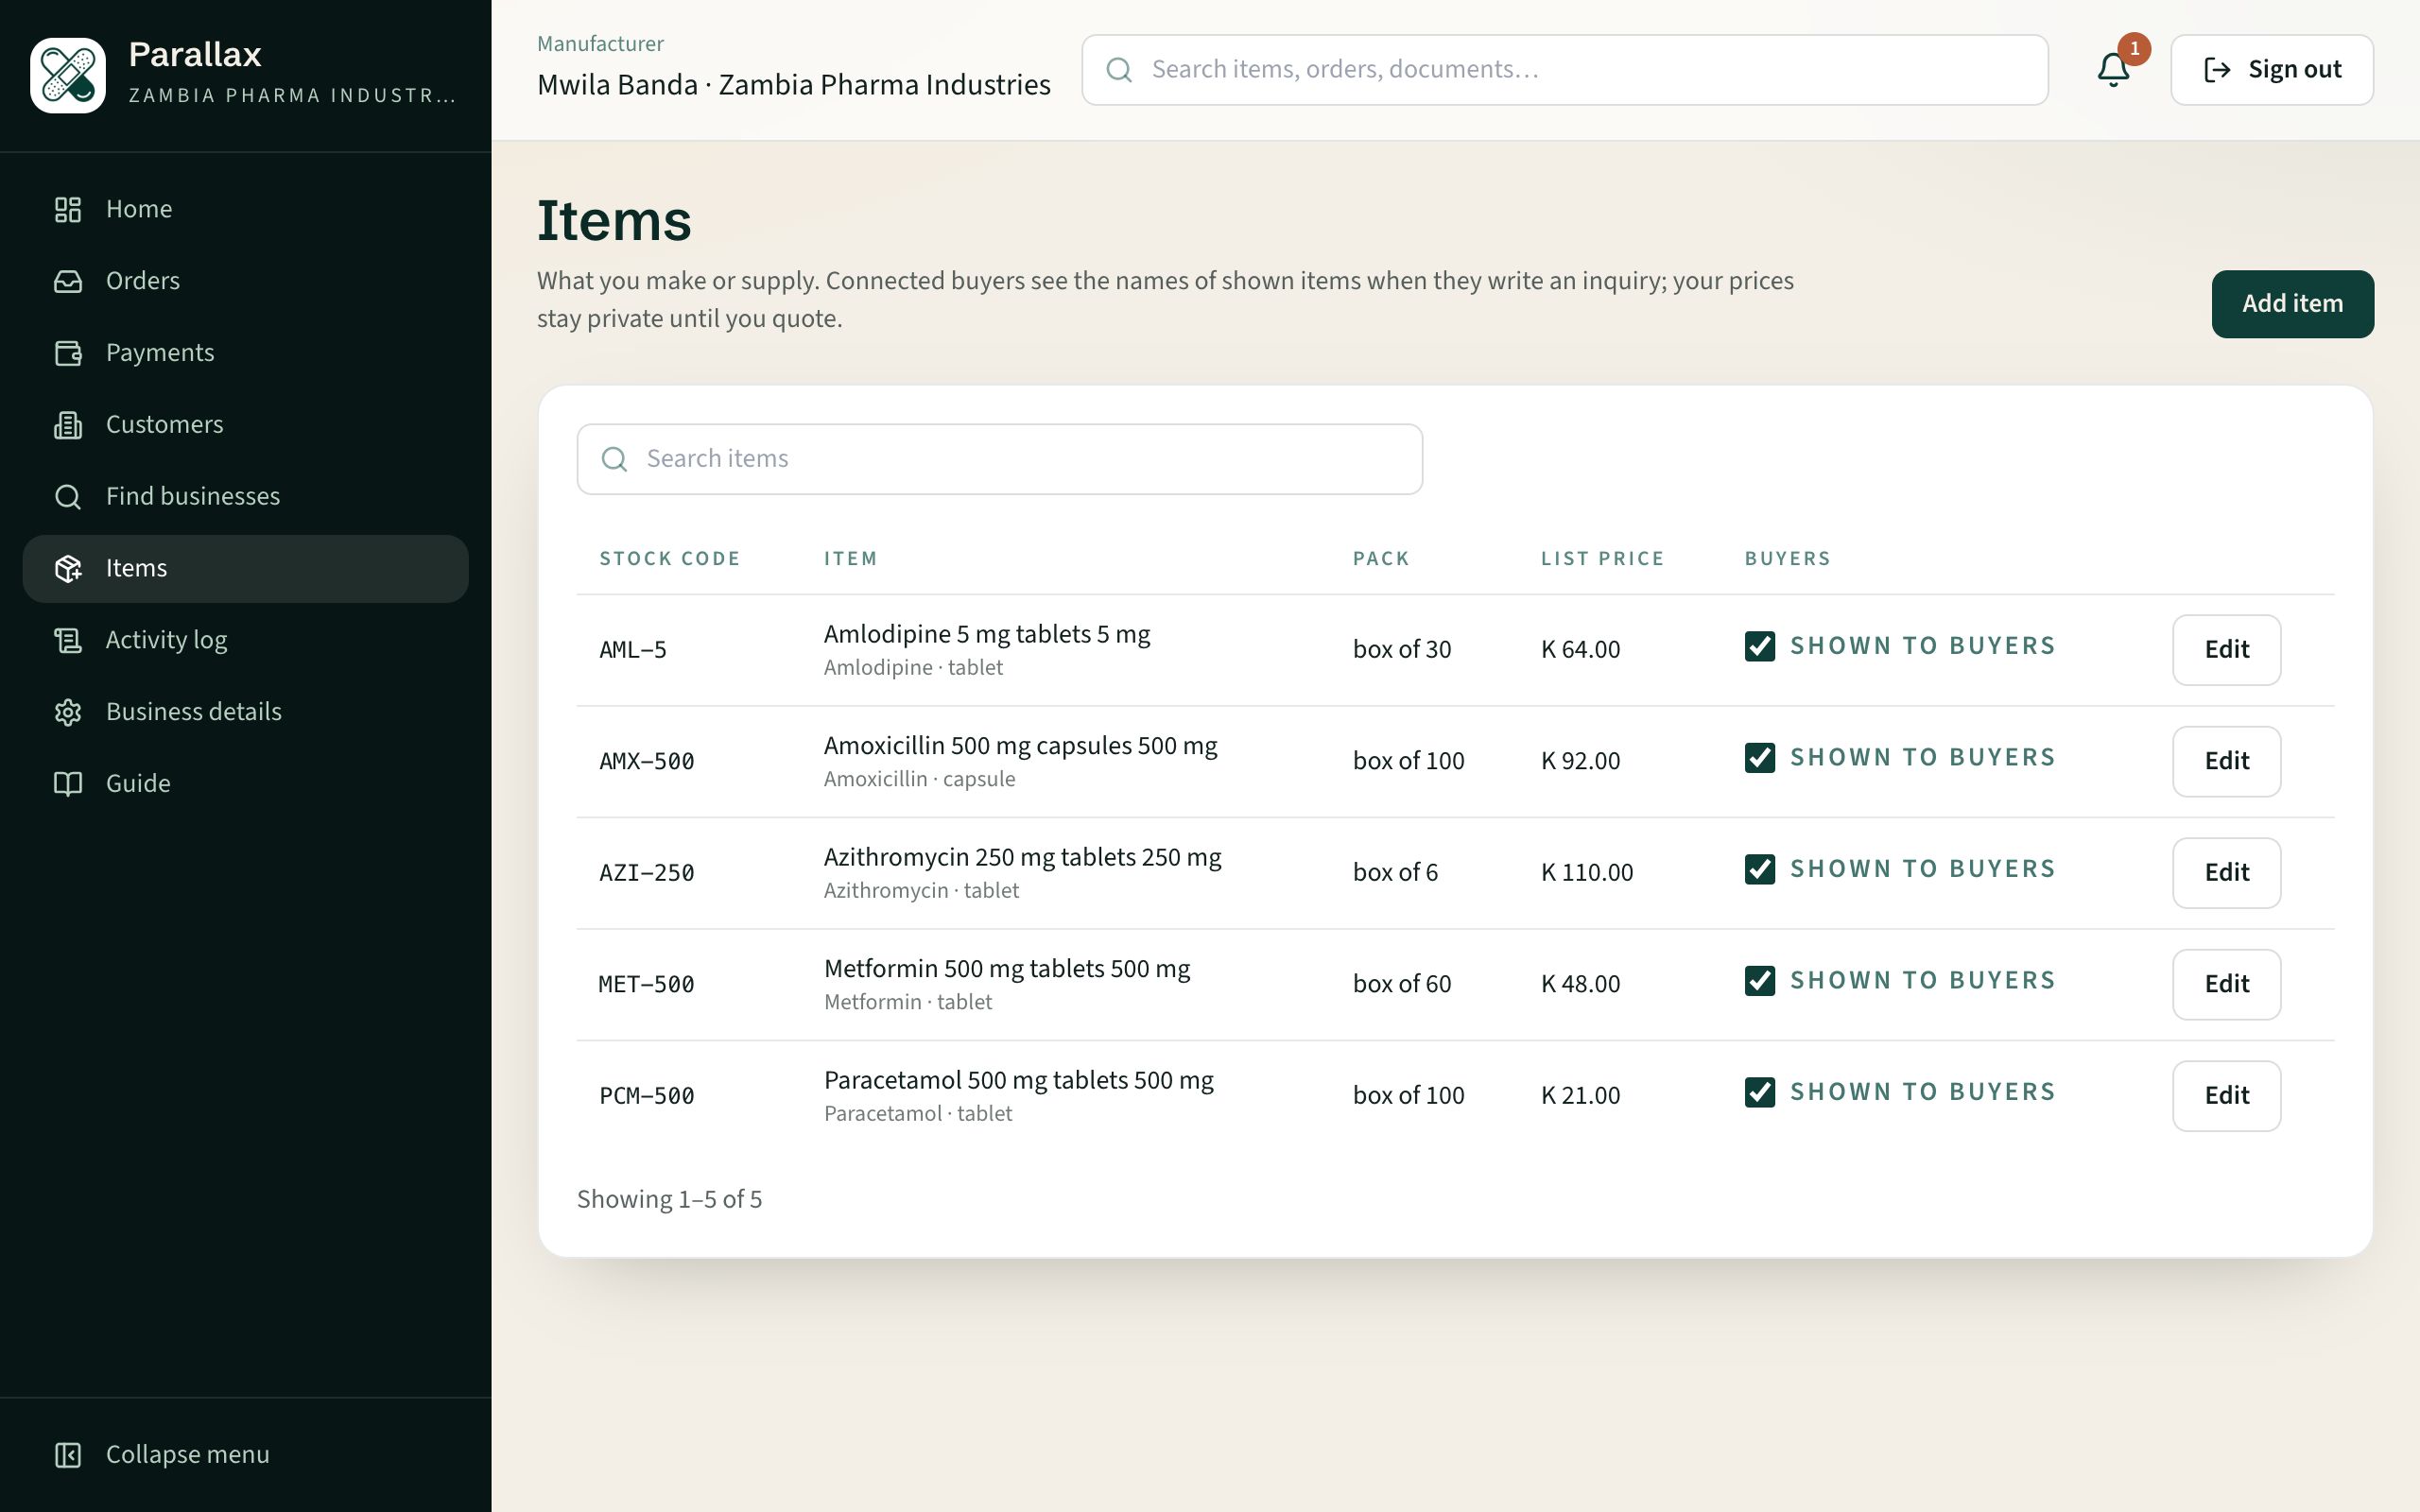 Parallax
ZAMBIA PHARMA INDUSTR...
Home
Orders
Payments
Customers
Find businesses
Items
Activity log
Business details
Guide
Collapse menu
Manufacturer
Mwila Banda · Zambia Pharma Industries
Search items, orders, documents…
1
Sign out
Items
What you make or supply. Connected buyers see the names of shown items when they write an inquiry; your prices
stay private until you quote.
Add item
Search items
STOCK CODE ITEM PACK LIST PRICE BUYERS
AML-5 Amlodipine 5 mg tablets 5 mg box of 30 K 64.00 SHOWN TO BUYERS Edit
Amlodipine · tablet
AMX-500 Amoxicillin 500 mg capsules 500 mg box of 100 K 92.00 SHOWN TO BUYERS Edit
Amoxicillin · capsule
AZI-250 Azithromycin 250 mg tablets 250 mg box of 6 K 110.00 SHOWN TO BUYERS Edit
Azithromycin · tablet
MET-500 Metformin 500 mg tablets 500 mg box of 60 K 48.00 SHOWN TO BUYERS Edit
Metformin · tablet
PCM-500 Paracetamol 500 mg tablets 500 mg box of 100 K 21.00 SHOWN TO BUYERS Edit
Paracetamol · tablet
Showing 1–5 of 5